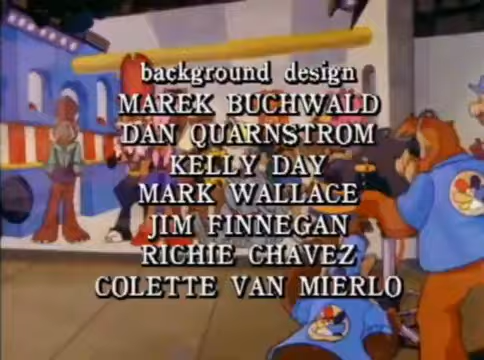 background design
MAREK BUCHWALD
DAN QUARNSTROM
KELLY DAY
MARK WALLACE
JIM FINNEGAN
RICHIE CHAVEZ
COLETTE VAN MIERLO